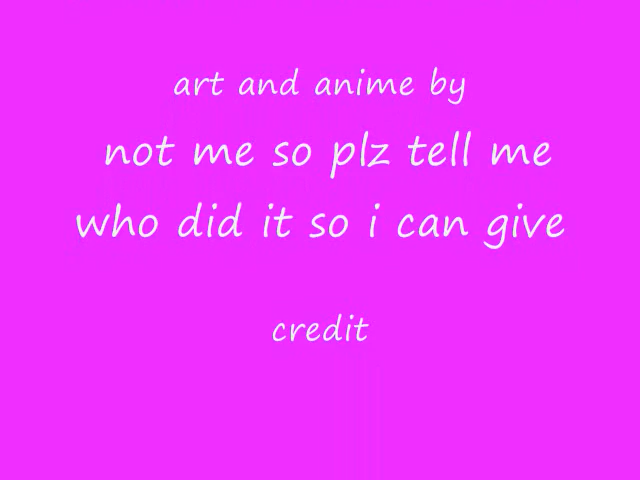 art and anime by
not me so plz tell me
who did it so i can give
credit